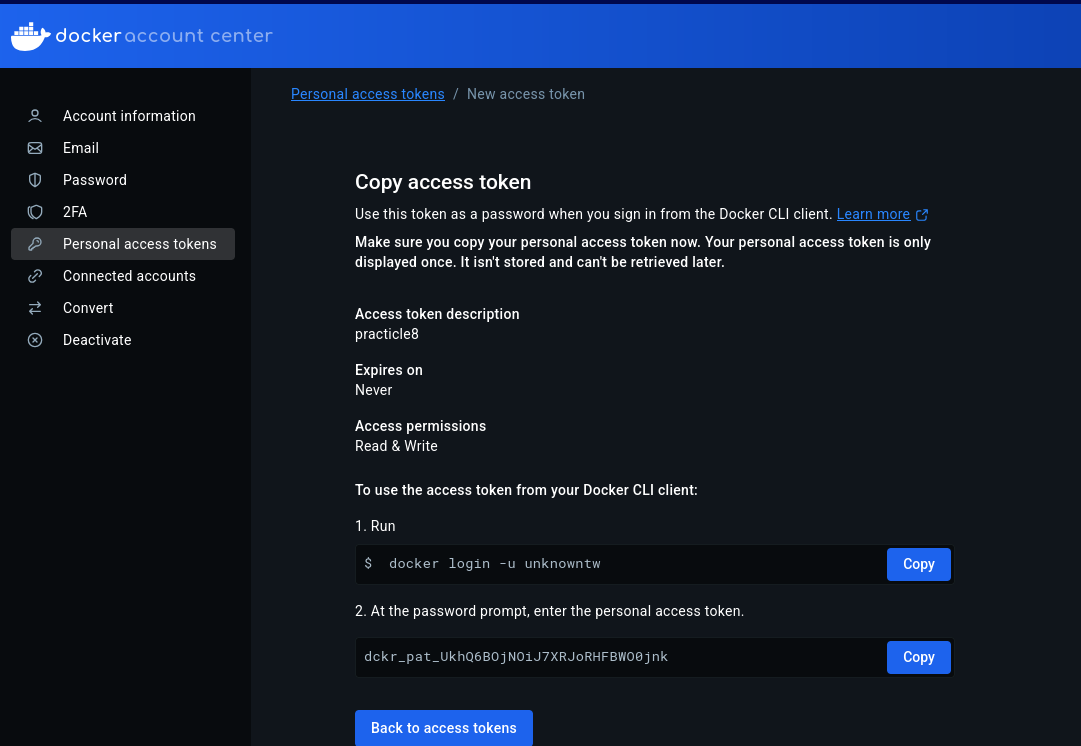 docker account center
Personal access tokens / New access token
Account information
Email
Password
2FA
Personal access tokens
Connected accounts
Convert
Deactivate
Copy access token
Use this token as a password when you sign in from the Docker CLI client. Learn more
Make sure you copy your personal access token now. Your personal access token is only
displayed once. It isn't stored and can't be retrieved later.
Access token description
practicle8
Expires on
Never
Access permissions
Read & Write
To use the access token from your Docker CLI client:
1. Run
$ docker login -u unknowntw
Copy
2. At the password prompt, enter the personal access token.
dckr_pat_UkhQ6BOjNOiJ7XRJoRHFBWO0jnk
Copy
Back to access tokens